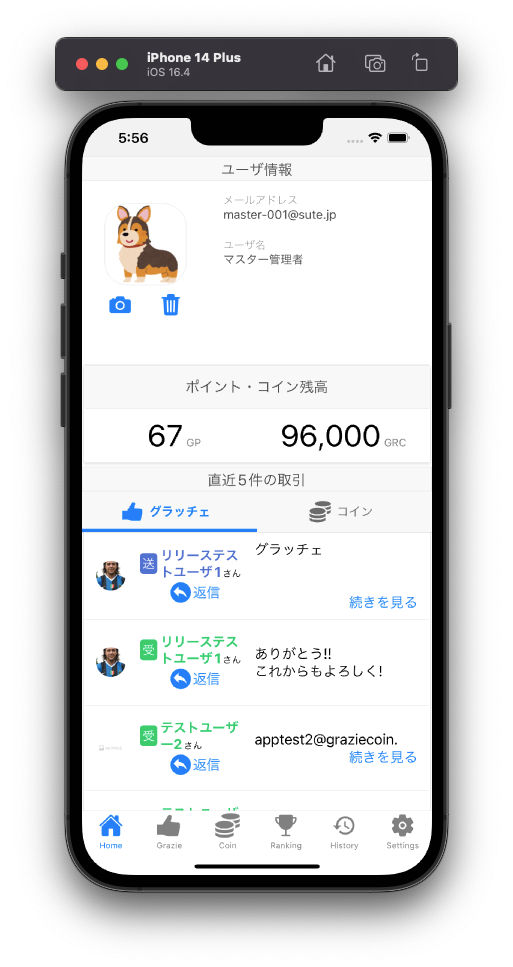 iPhone 14 Plus
iOS 16.4
5:56
ユーザ情報
メールアドレス
master-001@sute.jp
ユーザ名
マスター管理者
ポイント・コイン残高
67 GP
96,000 GRC
直近5件の取引
グラッチェ
コイン
送 リリーステス
トユーザ1さん
返信
グラッチェ
続きを見る
受 リリーステス
トユーザ1さん
返信
ありがとう!!
これからもよろしく!
受 テストユーザ
ー2さん
返信
apptest2@graziecoin.
続きを見る
Home
Grazie
Coin
Ranking
History
Settings